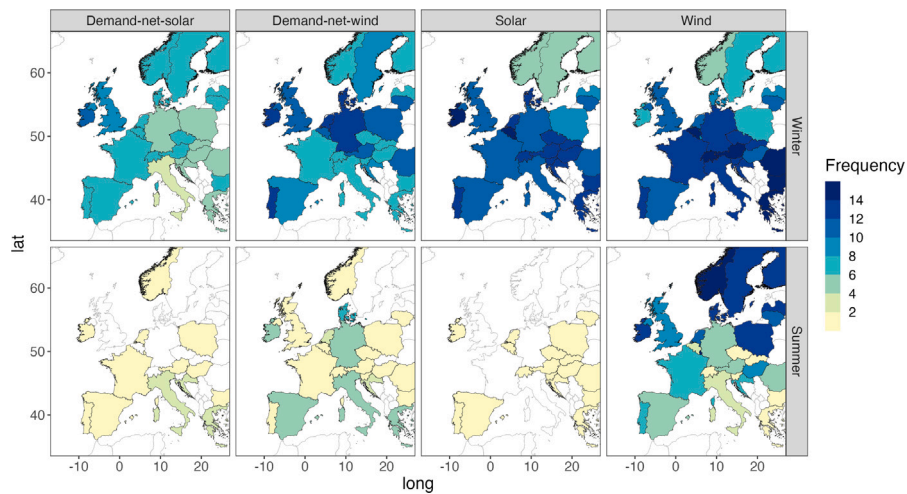 Demand-net-solar Demand-net-wind Solar Wind
60
50
40
Winter
60
50
40
Summer
lat
-10 0 10 20 -10 0 10 20 -10 0 10 20 -10 0 10 20
long
Frequency
14
12
10
8
6
4
2